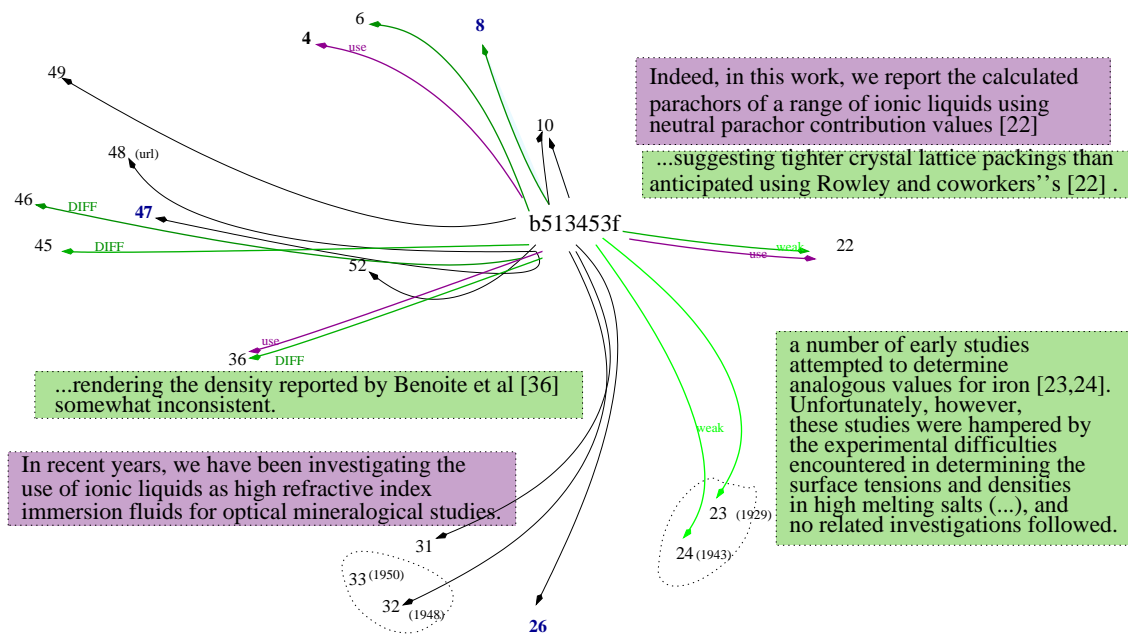 6
8
4
use
49
10
Indeed, in this work, we report the calculated
parachors of a range of ionic liquids using
neutral parachor contribution values [22]
...suggesting tighter crystal lattice packings than
anticipated using Rowley and coworkers''s [22] .
48 (url)
46
DIFF
47
b513453f
45
DIFF
52
weak
use
22
use
36
DIFF
...rendering the density reported by Benoite et al [36]
somewhat inconsistent.
a number of early studies
attempted to determine
analogous values for iron [23,24].
Unfortunately, however,
these studies were hampered by
the experimental difficulties
encountered in determining the
surface tensions and densities
in high melting salts (...), and
no related investigations followed.
weak
In recent years, we have been investigating the
use of ionic liquids as high refractive index
immersion fluids for optical mineralogical studies.
23 (1929)
24 (1943)
31
33 (1950)
32 (1948)
26